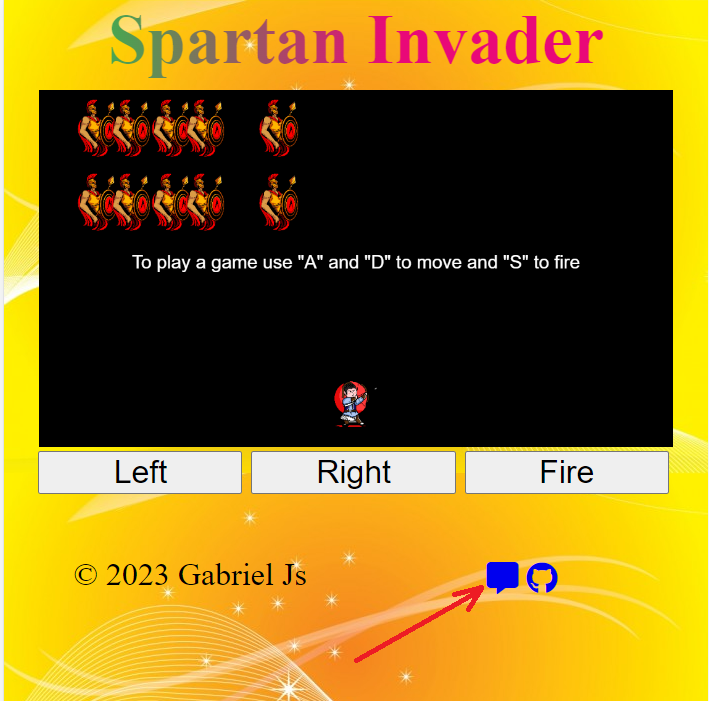 Spartan Invader
To play a game use "A" and "D" to move and "S" to fire
Left Right Fire
© 2023 Gabriel Js